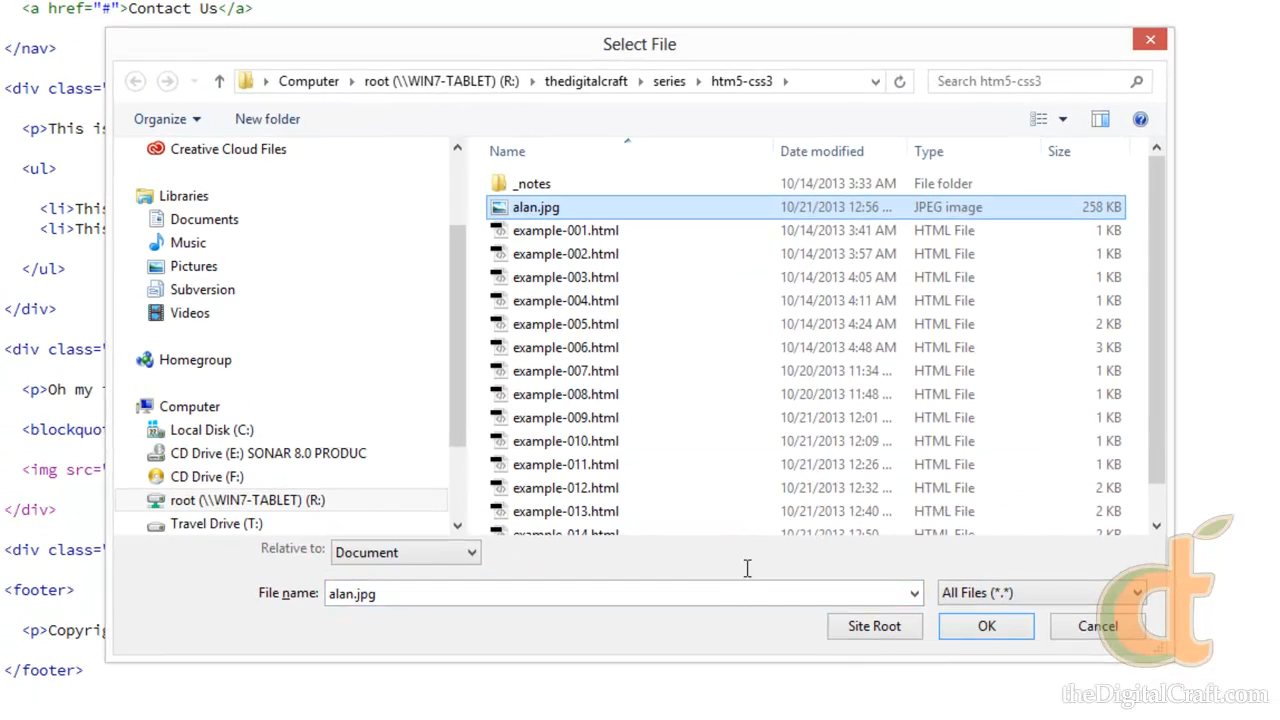 <a href="#">Contact Us</a>
</nav>
<div class="
<p>This is
<ul>
<li>This
<li>This
</ul>
</div>
<div class="
<p>Oh my
<blockquo
<img src="
</div>
<div class="
<footer>
<p>Copyrig
</footer>
Select File
Computer root (\\WIN7-TABLET) (R:) thedigitalcraft series htm5-css3
Search htm5-css3
Organize New folder
Creative Cloud Files
Libraries
Documents
Music
Pictures
Subversion
Videos
Homegroup
Computer
Local Disk (C:)
CD Drive (E:) SONAR 8.0 PRODUC
CD Drive (F:)
root (\\WIN7-TABLET) (R:)
Travel Drive (T:)
Name Date modified Type Size
_notes 10/14/2013 3:33 AM File folder
alan.jpg 10/21/2013 12:56 ... JPEG image 258 KB
example-001.html 10/14/2013 3:41 AM HTML File 1 KB
example-002.html 10/14/2013 3:57 AM HTML File 1 KB
example-003.html 10/14/2013 4:05 AM HTML File 1 KB
example-004.html 10/14/2013 4:11 AM HTML File 1 KB
example-005.html 10/14/2013 4:24 AM HTML File 2 KB
example-006.html 10/14/2013 4:48 AM HTML File 3 KB
example-007.html 10/20/2013 11:34 ... HTML File 1 KB
example-008.html 10/20/2013 11:48 ... HTML File 1 KB
example-009.html 10/21/2013 12:01 ... HTML File 1 KB
example-010.html 10/21/2013 12:09 ... HTML File 1 KB
example-011.html 10/21/2013 12:26 ... HTML File 1 KB
example-012.html 10/21/2013 12:32 ... HTML File 2 KB
example-013.html 10/21/2013 12:40 ... HTML File 2 KB
example-014.html 10/21/2013 12:50 ... HTML File 2 KB
Relative to: Document
File name: alan.jpg All Files (*.*)
Site Root OK Cancel
dt
theDigitalCraft.com